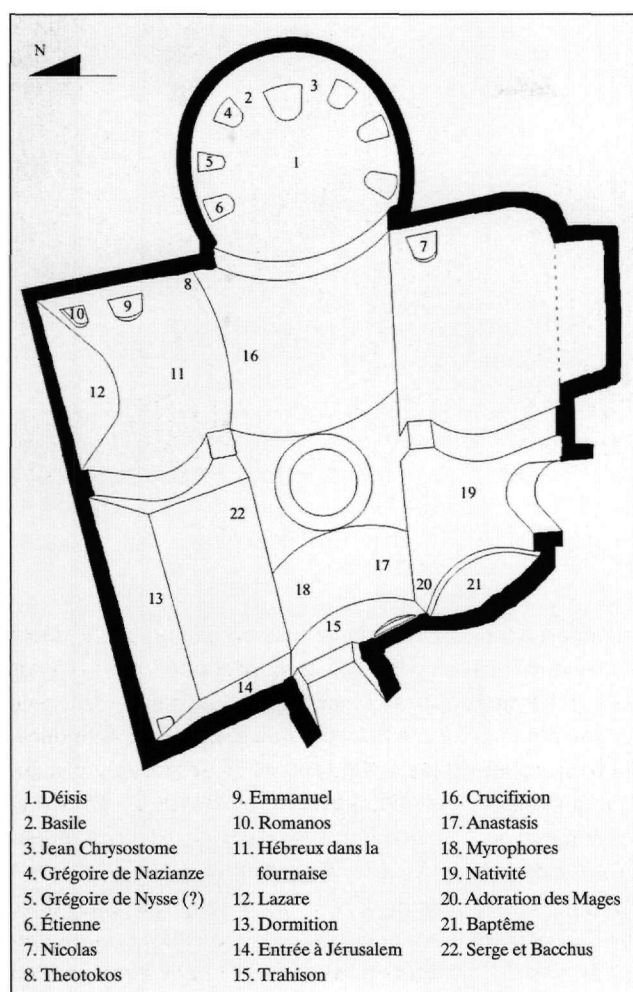 N
3
2
4
1
5
6
7
8
10
9
16
12
11
19
22
17
18
20
21
13
15
14
1. Déisis
2. Basile
3. Jean Chrysostome
4. Grégoire de Nazianze
5. Grégoire de Nysse (?)
6. Étienne
7. Nicolas
8. Theotokos
9. Emmanuel
10. Romanos
11. Hébreux dans la
fournaise
12. Lazare
13. Dormition
14. Entrée à Jérusalem
15. Trahison
16. Crucifixion
17. Anastasis
18. Myrophores
19. Nativité
20. Adoration des Mages
21. Baptême
22. Serge et Bacchus